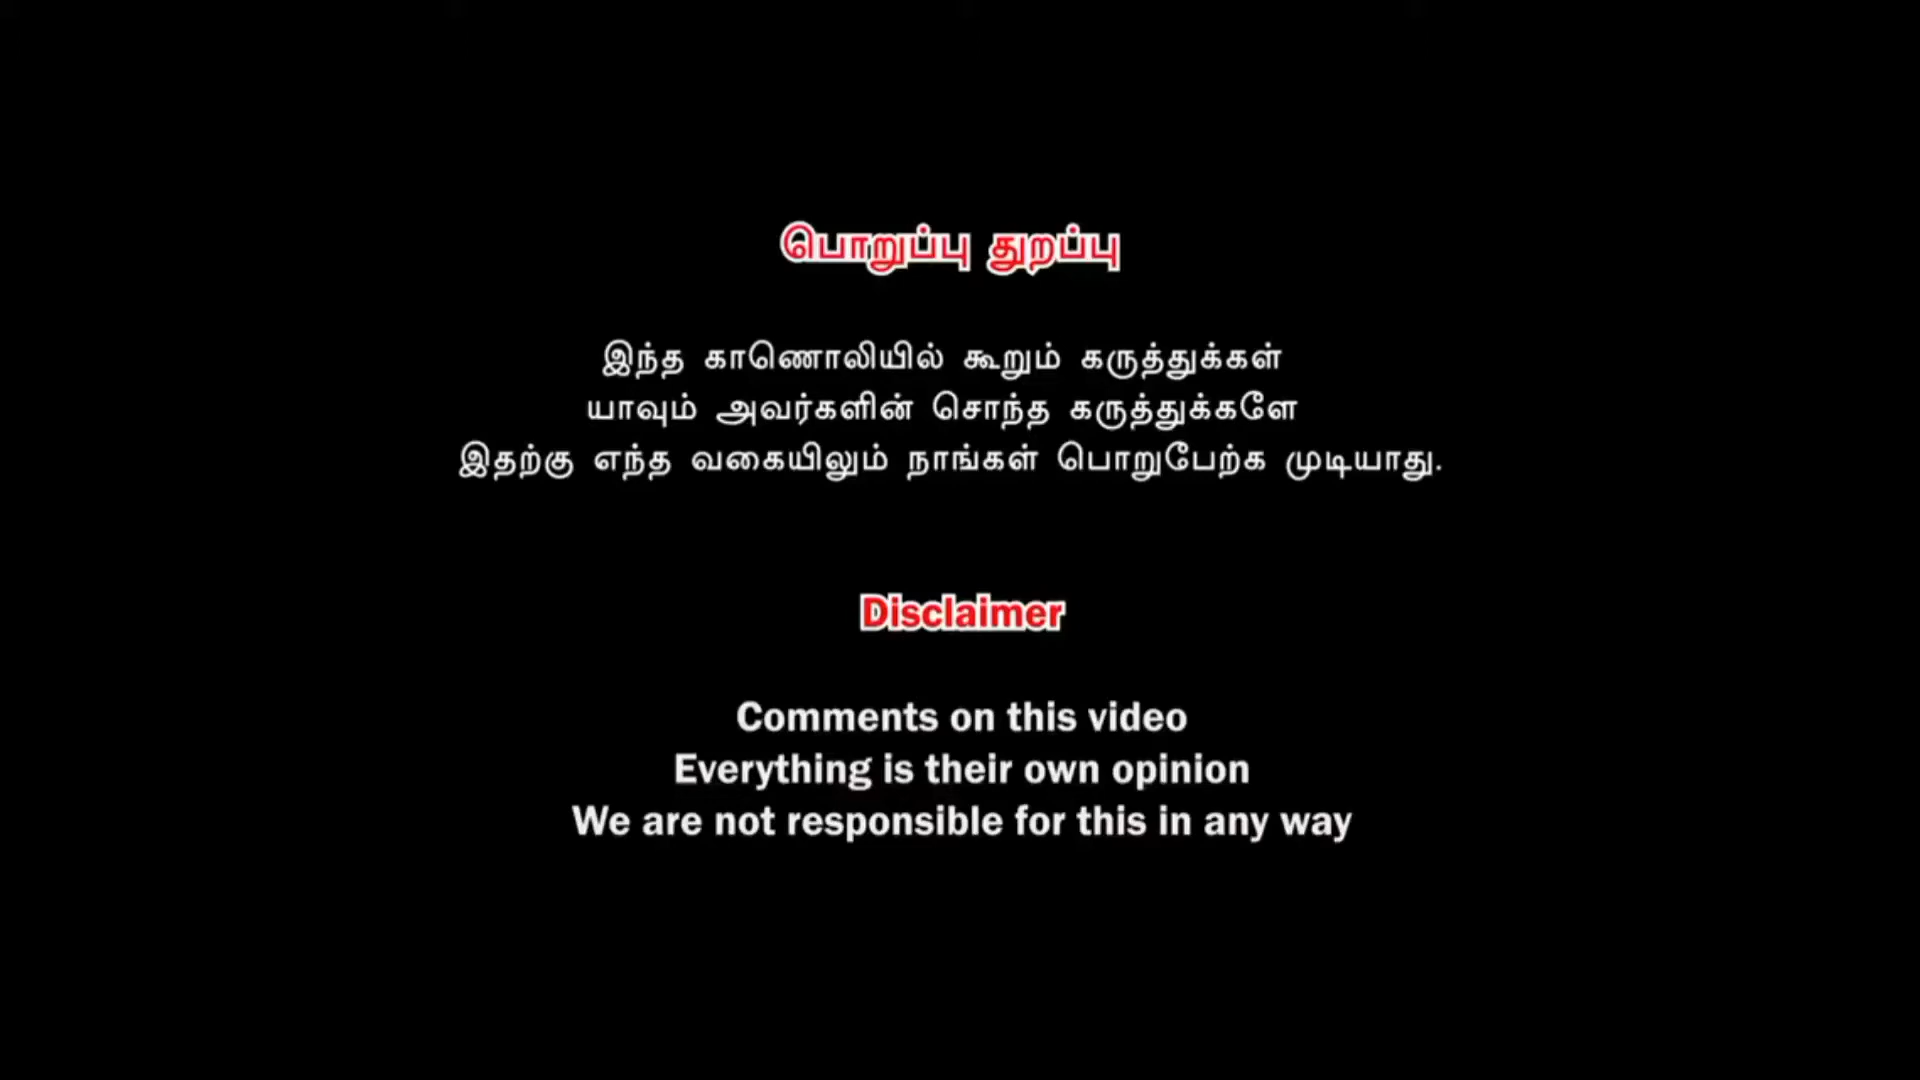 பொறுப்பு துறப்பு
இந்த காணொலியில் கூறும் கருத்துக்கள்
யாவும் அவர்களின் சொந்த கருத்துக்களே
இதற்கு எந்த வகையிலும் நாங்கள் பொறுபேற்க முடியாது.
Disclaimer
Comments on this video
Everything is their own opinion
We are not responsible for this in any way